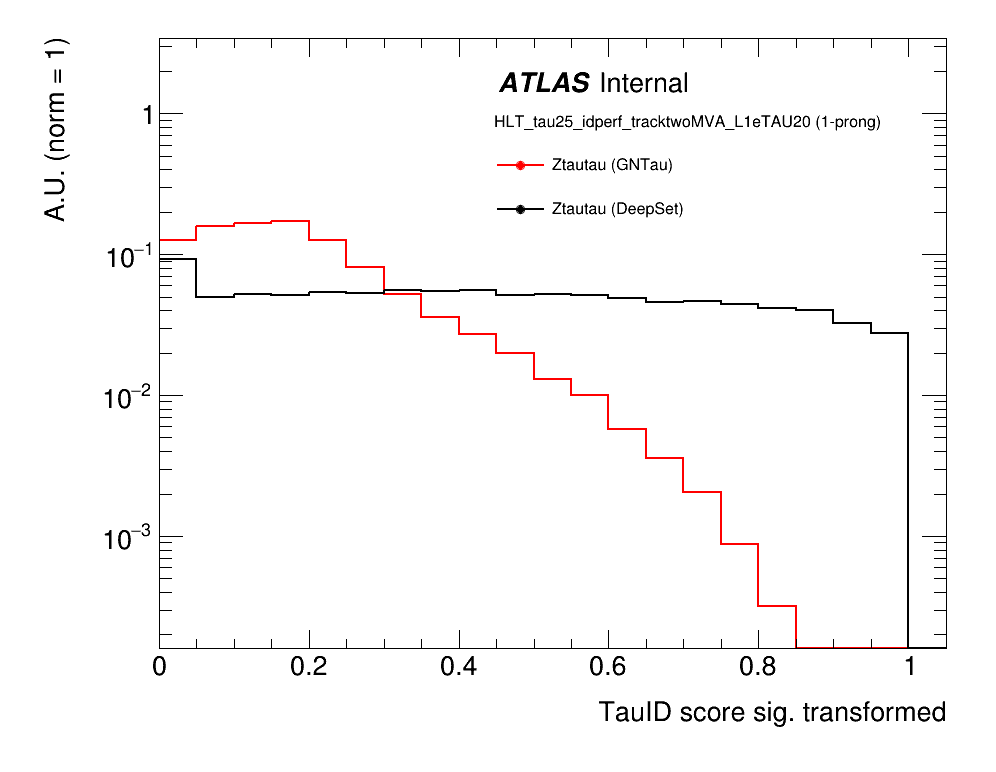 A.U. (norm = 1)
ATLAS Internal
HLT_tau25_idperf_tracktwoMVA_L1eTAU20 (1-prong)
Ztautau (GNTau)
Ztautau (DeepSet)
1
10⁻¹
10⁻²
10⁻³
0 0.2 0.4 0.6 0.8 1
TauID score sig. transformed